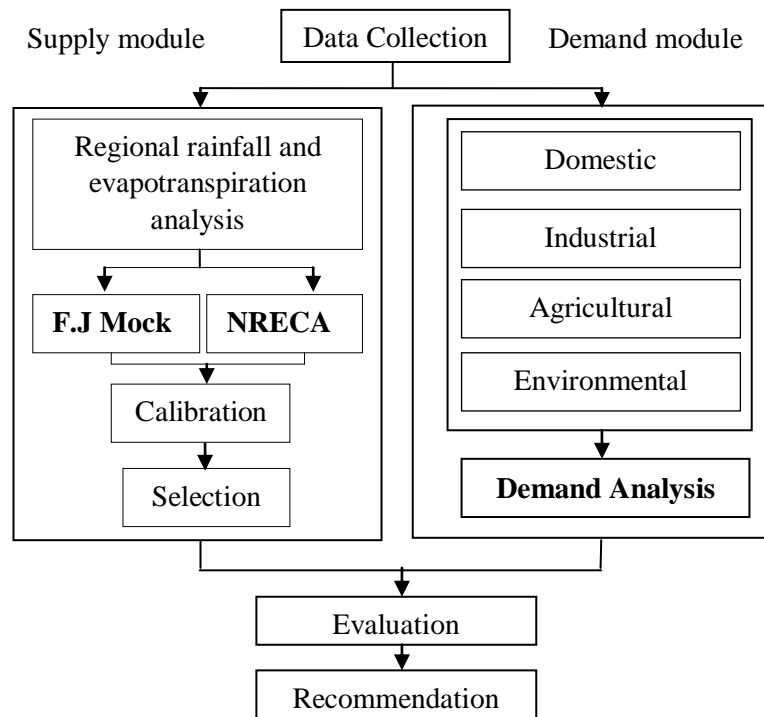 Supply module
Data Collection
Demand module
Regional rainfall and
evapotranspiration
analysis
F.J Mock
NRECA
Calibration
Selection
Domestic
Industrial
Agricultural
Environmental
Demand Analysis
Evaluation
Recommendation